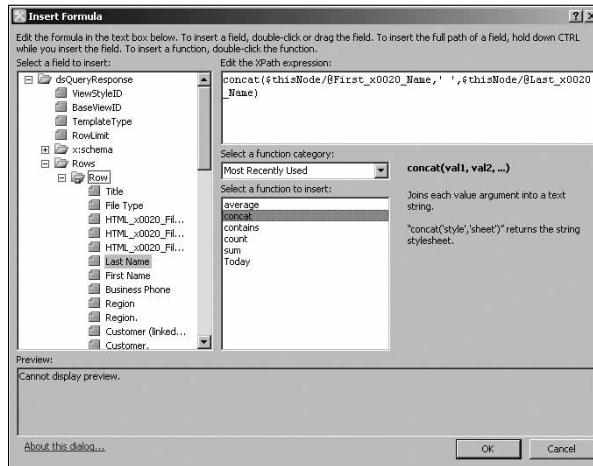 Insert Formula
Edit the formula in the text box below. To insert a field, double-click or drag the field. To insert the full path of a field, hold down CTRL
while you insert the field. To insert a function, double-click the function.
Select a field to insert:
dsQueryResponse
ViewStyleID
BaseViewID
TemplateType
RowLimit
x:schema
Rows
Row
Title
File Type
HTML_x0020_Fil...
HTML_x0020_Fil...
HTML_x0020_Fil...
Last Name
First Name
Business Phone
Region
Region.
Customer (linked...
Customer.
Edit the XPath expression:
concat($thisNode/@First_x0020_Name,' ',$thisNode/@Last_x0020
_Name)
Select a function category:
Most Recently Used
Select a function to insert:
average
concat
contains
count
sum
Today
concat(val1, val2, ...)
Joins each value argument into a text
string.
"concat('style','sheet')" returns the string
stylesheet.
Preview:
Cannot display preview.
About this dialog...
OK
Cancel